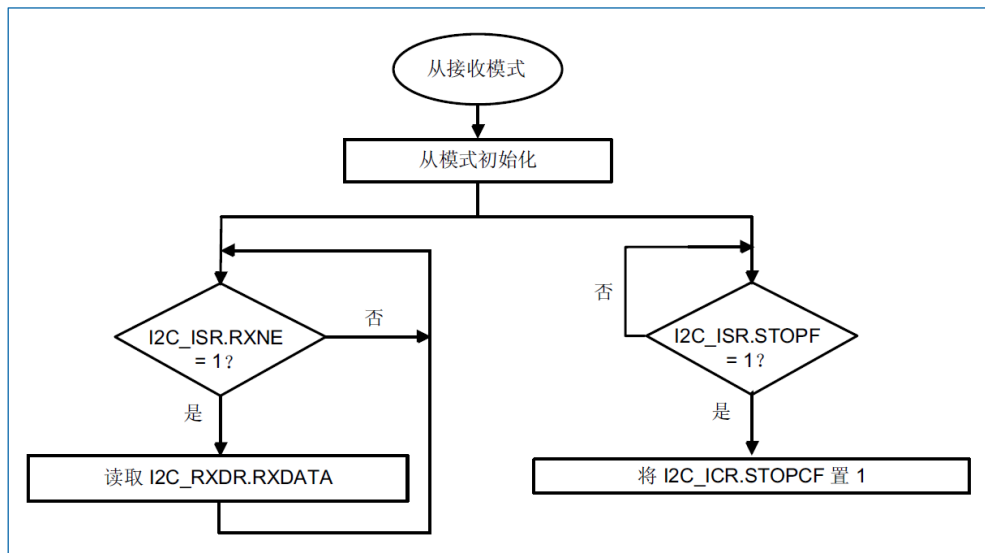 从接收模式
从模式初始化
I2C_ISR.RXNE
= 1?
否
是
读取 I2C_RXDR.RXDATA
否
I2C_ISR.STOPF
= 1?
是
将 I2C_ICR.STOPCF 置 1